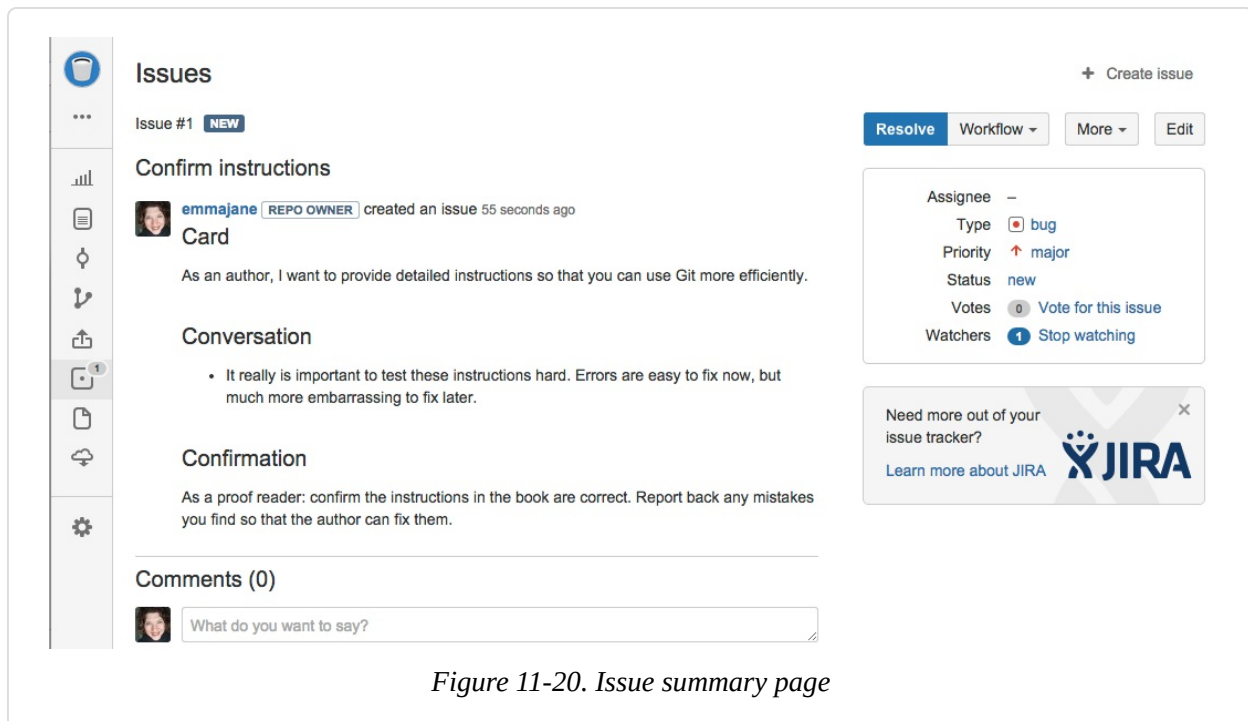 Issues
+ Create issue
Issue #1 NEW
Resolve Workflow More Edit
Confirm instructions
emmajane REPO OWNER created an issue 55 seconds ago
Card
As an author, I want to provide detailed instructions so that you can use Git more efficiently.
Conversation
• It really is important to test these instructions hard. Errors are easy to fix now, but
much more embarrassing to fix later.
Confirmation
As a proof reader: confirm the instructions in the book are correct. Report back any mistakes
you find so that the author can fix them.
Comments (0)
What do you want to say?
1
Assignee –
Type bug
Priority major
Status new
Votes 0 Vote for this issue
Watchers 1 Stop watching
Need more out of your
issue tracker?
Learn more about JIRA
JIRA
Figure 11-20. Issue summary page